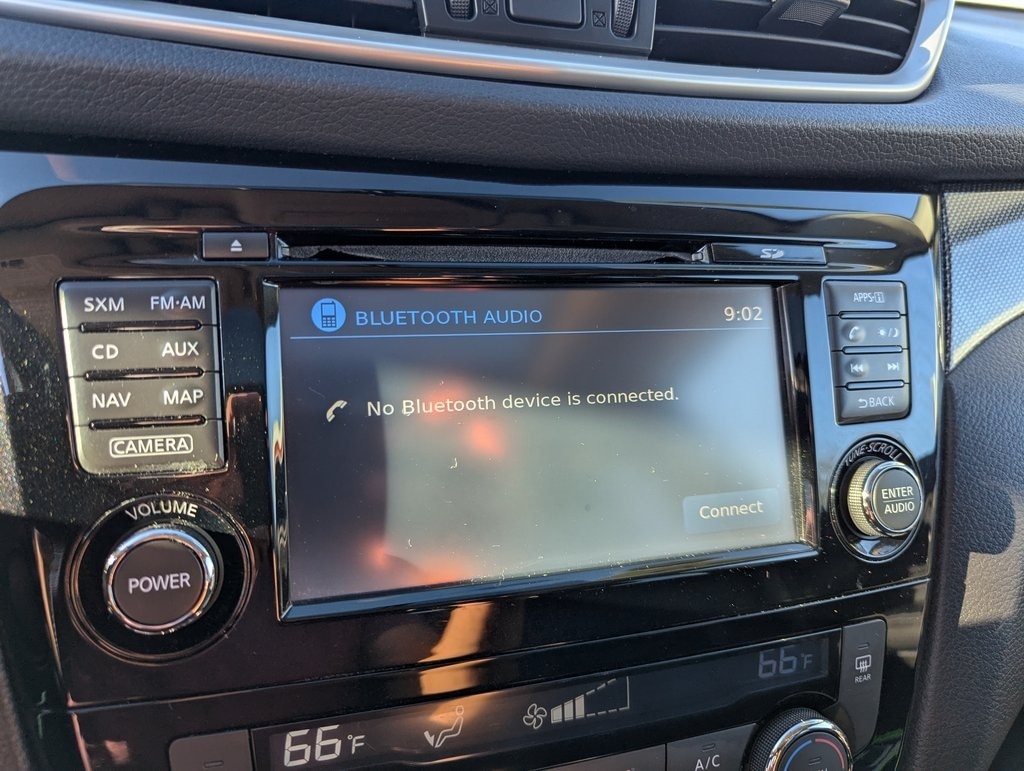 SD
SXM FM·AM
CD AUX
NAV MAP
CAMERA
VOLUME
POWER
BLUETOOTH AUDIO 9:02
No Bluetooth device is connected.
Connect
APPS·i
BACK
TUNE·SCROLL
ENTER
AUDIO
66°F
66°F
REAR
A/C